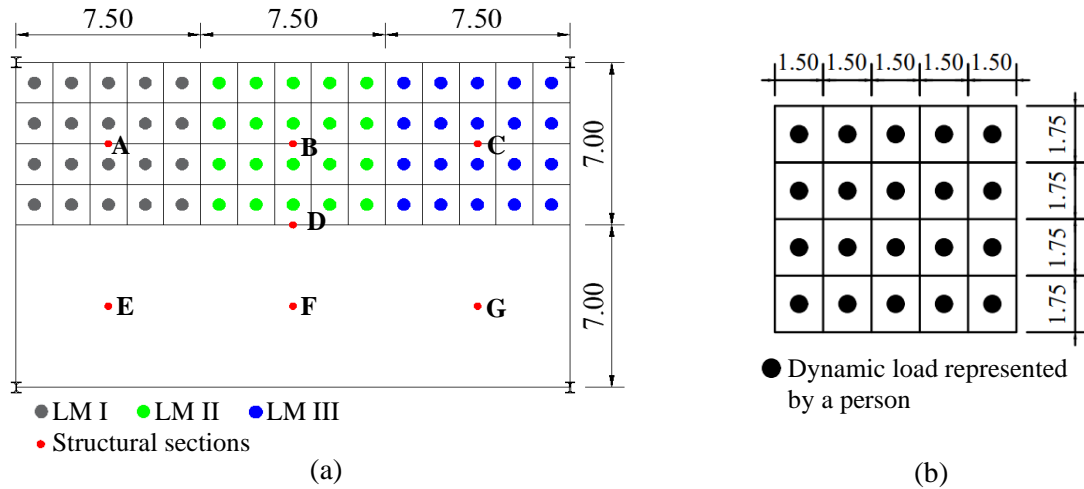 7.50 7.50 7.50
A B C
D
E F G
7.00
7.00
LM I LM II LM III
Structural sections
(a)
1.50 1.50 1.50 1.50 1.50
1.75
1.75
1.75
1.75
Dynamic load represented
by a person
(b)